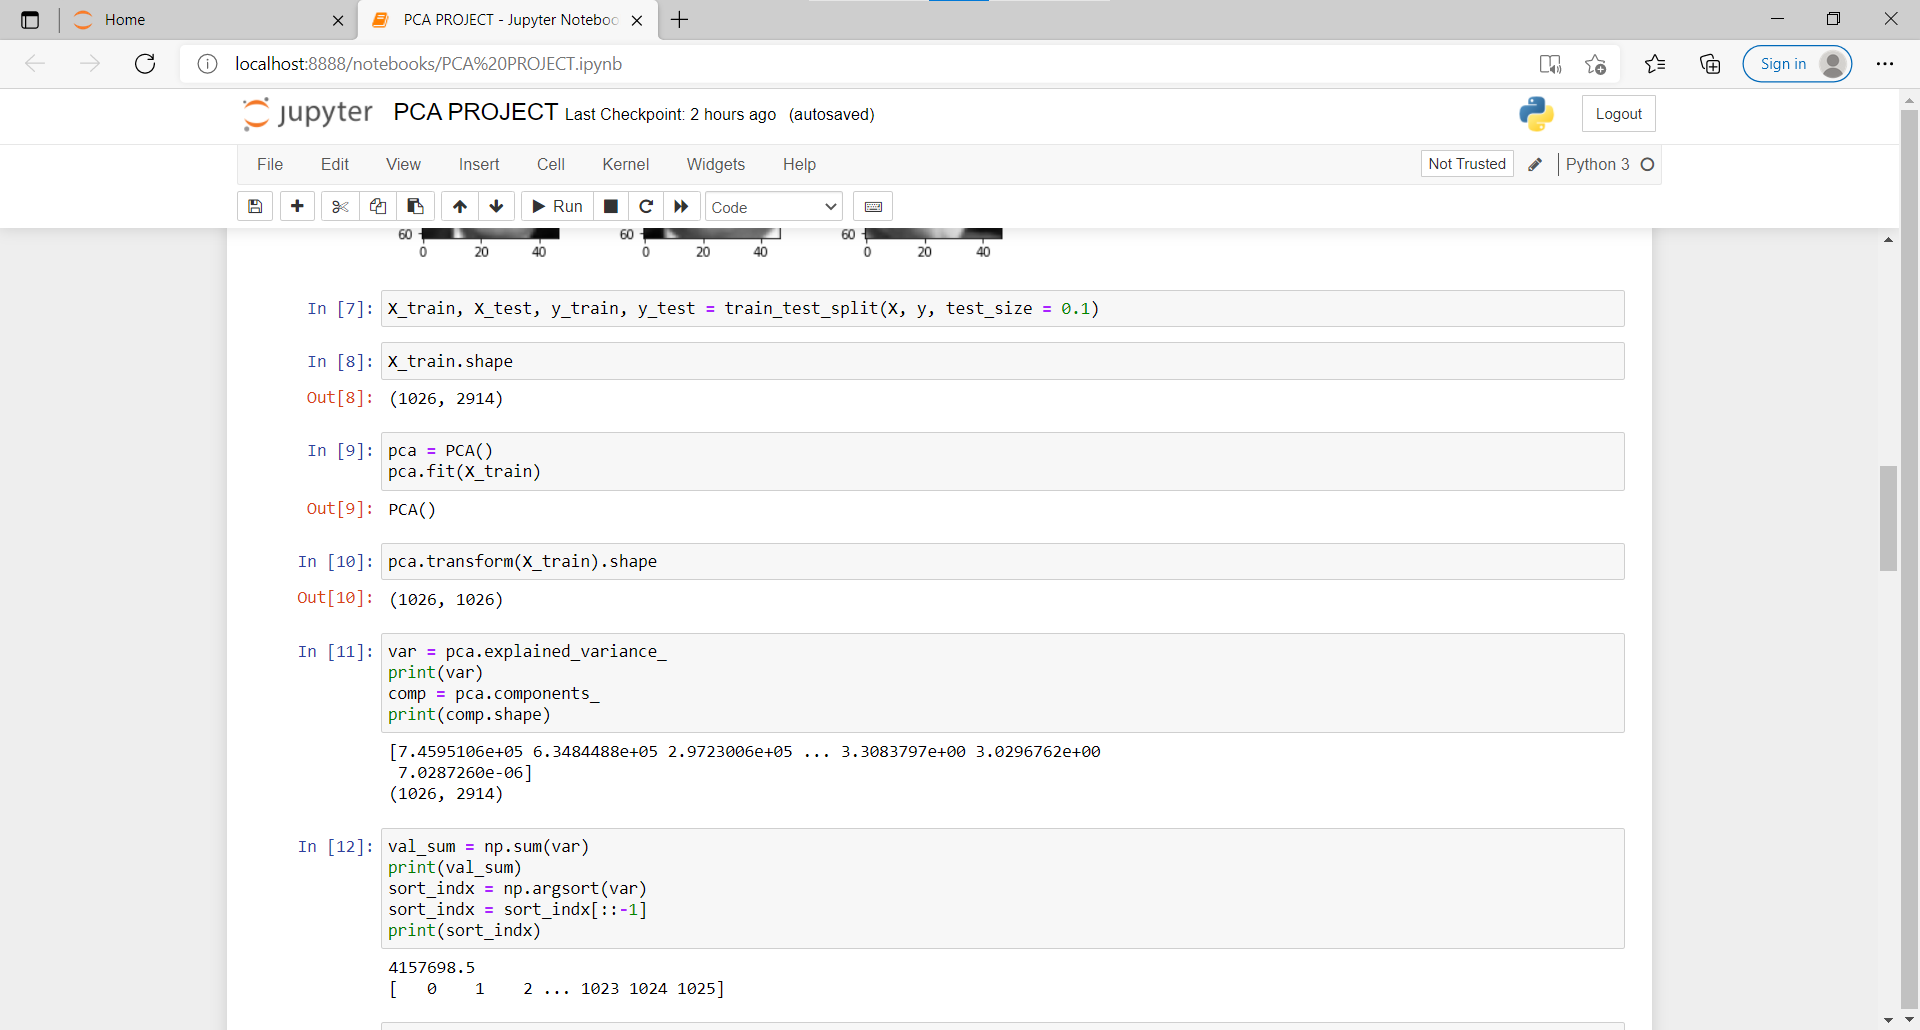 Home
PCA PROJECT - Jupyter Noteboo
localhost:8888/notebooks/PCA%20PROJECT.ipynb
Sign in
jupyter PCA PROJECT Last Checkpoint: 2 hours ago (autosaved)
Logout
File Edit View Insert Cell Kernel Widgets Help
Not Trusted
Python 3
Run
Code
60 60 60
0 20 40 0 20 40 0 20 40
In [7]: X_train, X_test, y_train, y_test = train_test_split(X, y, test_size = 0.1)
In [8]: X_train.shape
Out[8]: (1026, 2914)
In [9]: pca = PCA()
pca.fit(X_train)
Out[9]: PCA()
In [10]: pca.transform(X_train).shape
Out[10]: (1026, 1026)
In [11]: var = pca.explained_variance_
print(var)
comp = pca.components_
print(comp.shape)
[7.4595106e+05 6.3484488e+05 2.9723006e+05 ... 3.3083797e+00 3.0296762e+00
7.0287260e-06]
(1026, 2914)
In [12]: val_sum = np.sum(var)
print(val_sum)
sort_indx = np.argsort(var)
sort_indx = sort_indx[::-1]
print(sort_indx)
4157698.5
[   0    1    2 ... 1023 1024 1025]